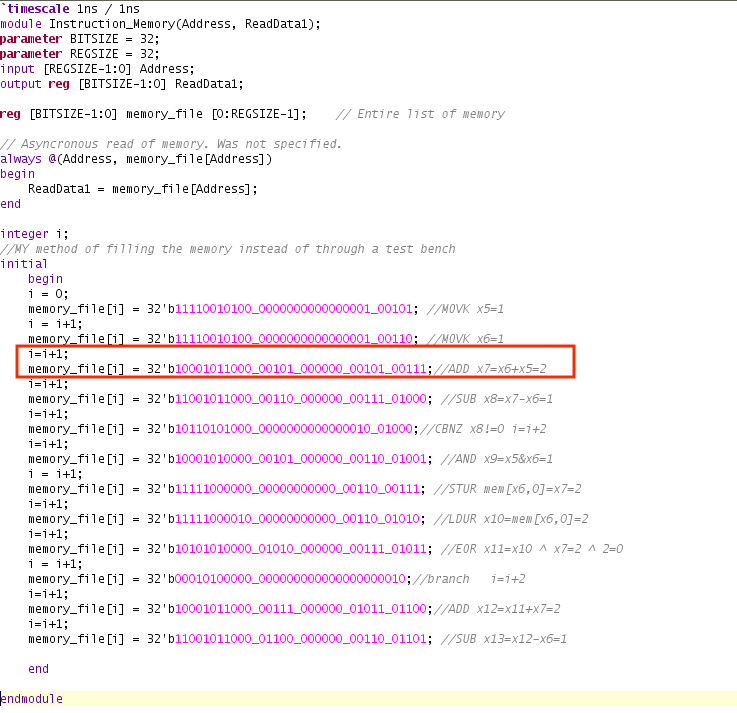 `timescale 1ns / 1ns
module Instruction_Memory(Address, ReadData1);
parameter BITSIZE = 32;
parameter REGSIZE = 32;
input [REGSIZE-1:0] Address;
output reg [BITSIZE-1:0] ReadData1;
reg [BITSIZE-1:0] memory_file [0:REGSIZE-1];    // Entire list of memory
// Asyncronous read of memory. Was not specified.
always @(Address, memory_file[Address])
begin
    ReadData1 = memory_file[Address];
end
integer i;
//MY method of filling the memory instead of through a test bench
initial
    begin
    i = 0;
    memory_file[i] = 32'b11110010100_0000000000000001_00101; //MOVK x5=1
    i = i+1;
    memory_file[i] = 32'b11110010100_0000000000000001_00110; //MOVK x6=1
    i=i+1;
    memory_file[i] = 32'b10001011000_00101_000000_00101_00111;//ADD x7=x6+x5=2
    i=i+1;
    memory_file[i] = 32'b11001011000_00110_000000_00111_01000; //SUB x8=x7-x6=1
    i=i+1;
    memory_file[i] = 32'b10110101000_0000000000000010_01000;//CBNZ x8!=0 i=i+2
    i=i+1;
    memory_file[i] = 32'b10001010000_00101_000000_00110_01001; //AND x9=x5&x6=1
    i = i+1;
    memory_file[i] = 32'b11111000000_00000000000_00110_00111; //STUR mem[x6,0]=x7=2
    i=i+1;
    memory_file[i] = 32'b11111000010_00000000000_00110_01010; //LDUR x10=mem[x6,0]=2
    i=i+1;
    memory_file[i] = 32'b10101010000_01010_000000_00111_01011; //EOR x11=x10 ^ x7=2 ^ 2=0
    i = i+1;
    memory_file[i] = 32'b00010100000_000000000000000000010;//branch   i=i+2
    i=i+1;
    memory_file[i] = 32'b10001011000_00111_000000_01011_01100;//ADD x12=x11+x7=2
    i=i+1;
    memory_file[i] = 32'b11001011000_01100_000000_00110_01101; //SUB x13=x12-x6=1
    end
endmodule